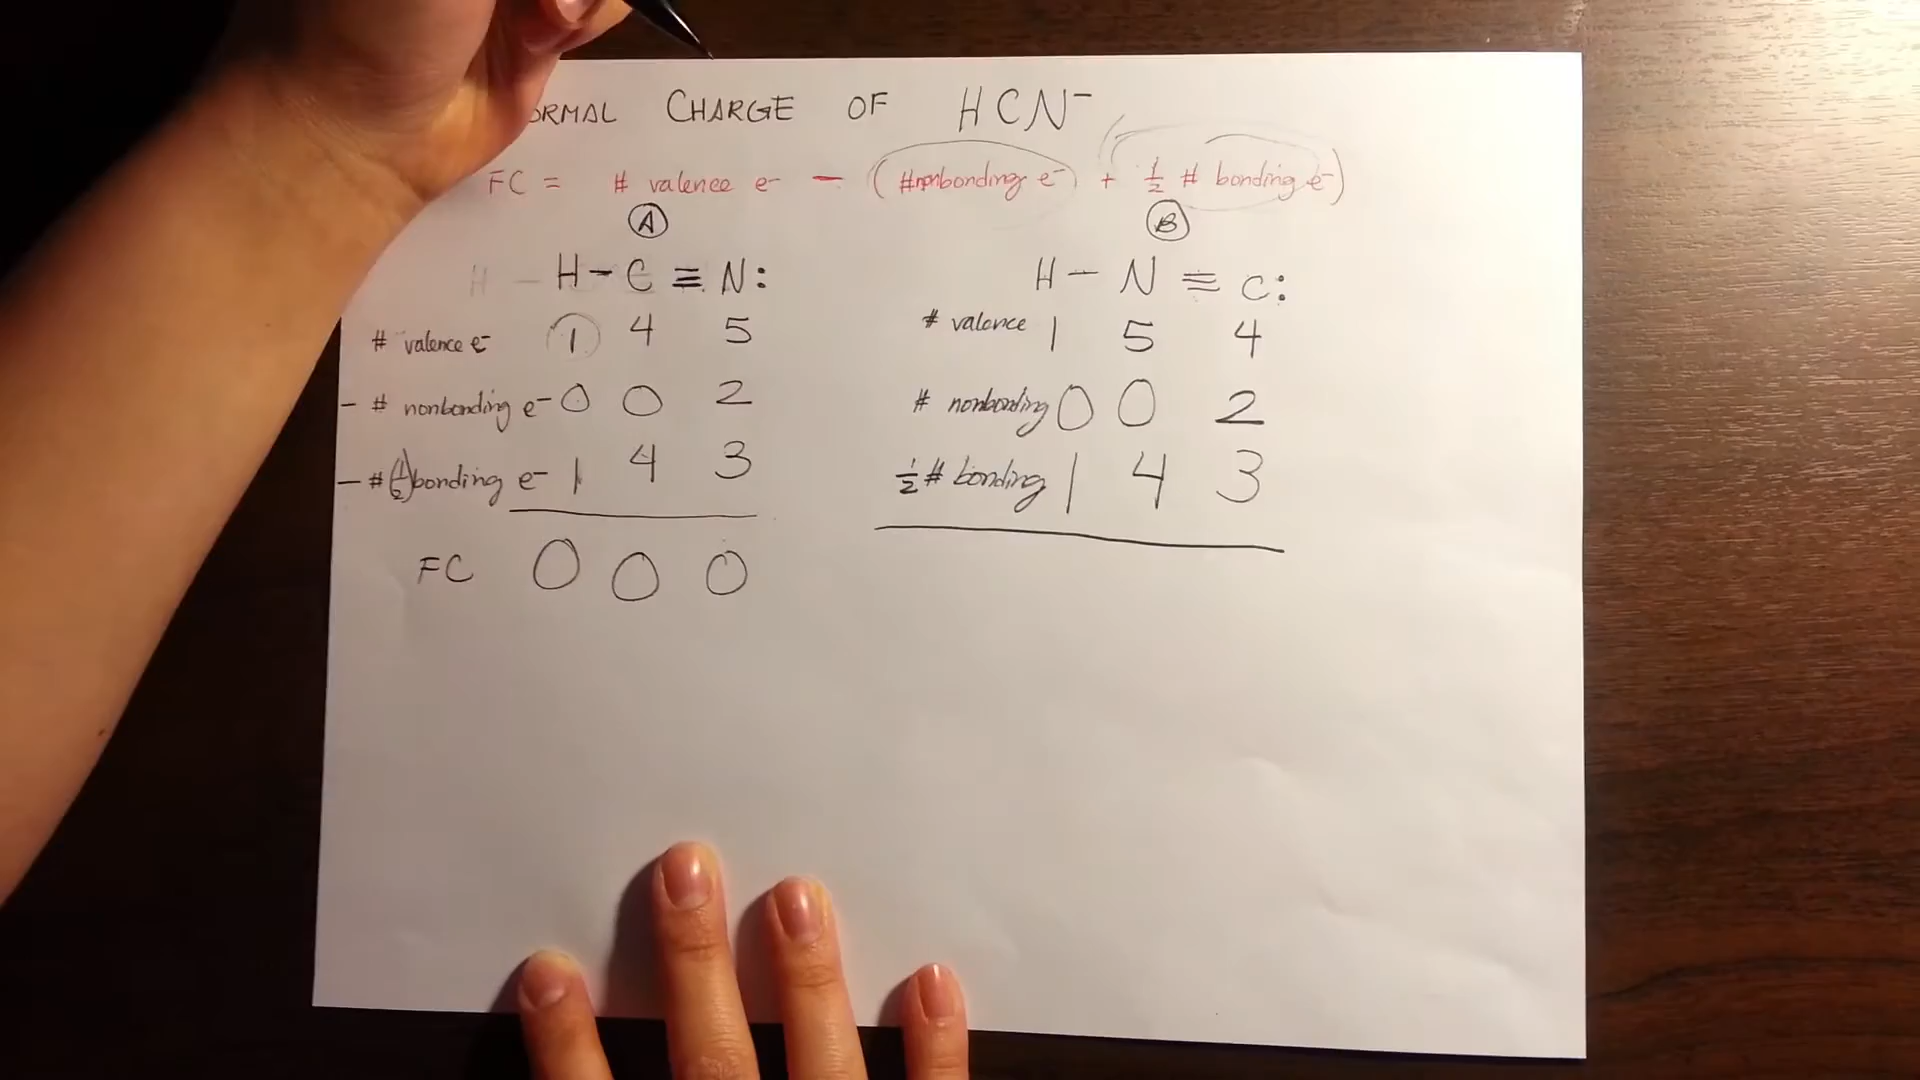 ORMAL CHARGE OF HCN⁻
FC = # valence e⁻ − (#nonbonding e⁻ + ½ # bonding e⁻)
A
H − H − C ≡ N:
# valence e⁻ 1 4 5
− # nonbonding e⁻ 0 0 2
− # (½) bonding e⁻ 1 4 3
FC 0 0 0
B
H − N ≡ C:
# valence 1 5 4
# nonbonding 0 0 2
½ # bonding 1 4 3